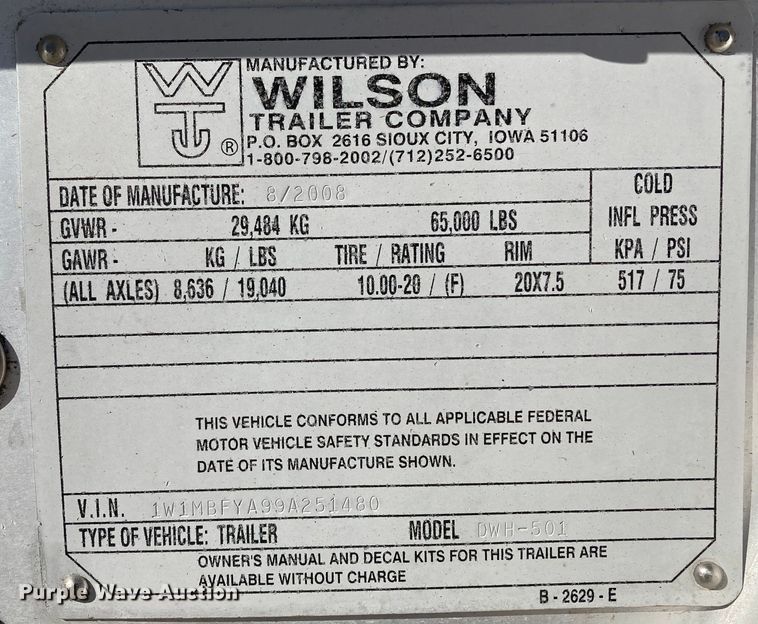 MANUFACTURED BY:
WTC ®
WILSON
TRAILER COMPANY
P.O. BOX 2616 SIOUX CITY, IOWA 51106
1-800-798-2002/(712)252-6500
DATE OF MANUFACTURE: 8/2008
COLD
GVWR - 29,484 KG 65,000 LBS INFL PRESS
GAWR - KG / LBS TIRE / RATING RIM KPA / PSI
(ALL AXLES) 8,636 / 19,040 10.00-20 / (F) 20X7.5 517 / 75
THIS VEHICLE CONFORMS TO ALL APPLICABLE FEDERAL
MOTOR VEHICLE SAFETY STANDARDS IN EFFECT ON THE
DATE OF ITS MANUFACTURE SHOWN.
V.I.N. 1W1MBFYA99A251480
TYPE OF VEHICLE: TRAILER MODEL DWH-501
OWNER'S MANUAL AND DECAL KITS FOR THIS TRAILER ARE
AVAILABLE WITHOUT CHARGE
B - 2629 - E
Purple Wave Auction